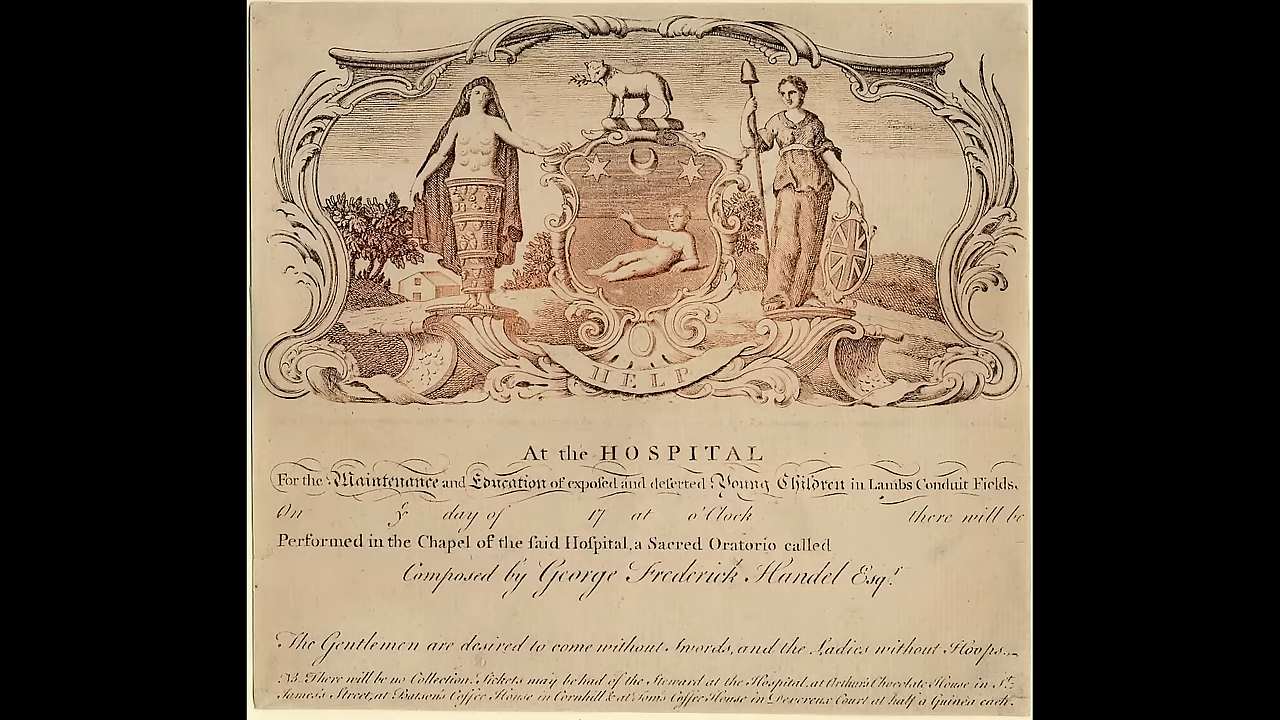 HELP
At the HOSPITAL
For the Maintenance and Education of exposed and deserted Young Children in Lambs Conduit Fields.
On yᵉ day of 17 at o'Clock there will be
Performed in the Chapel of the said Hospital, a Sacred Oratorio called
Composed by George Frederick Handel Esqʳ.
The Gentlemen are desired to come without Swords, and the Ladies without Hoops.
NB. There will be no Collection. Tickets may be had of the Steward at the Hospital, at Arthur's Chocolate House in Sᵗ.
James's Street, at Batson's Coffee House in Cornhill & at Tom's Coffee House in Devereux Court at half a Guinea each.